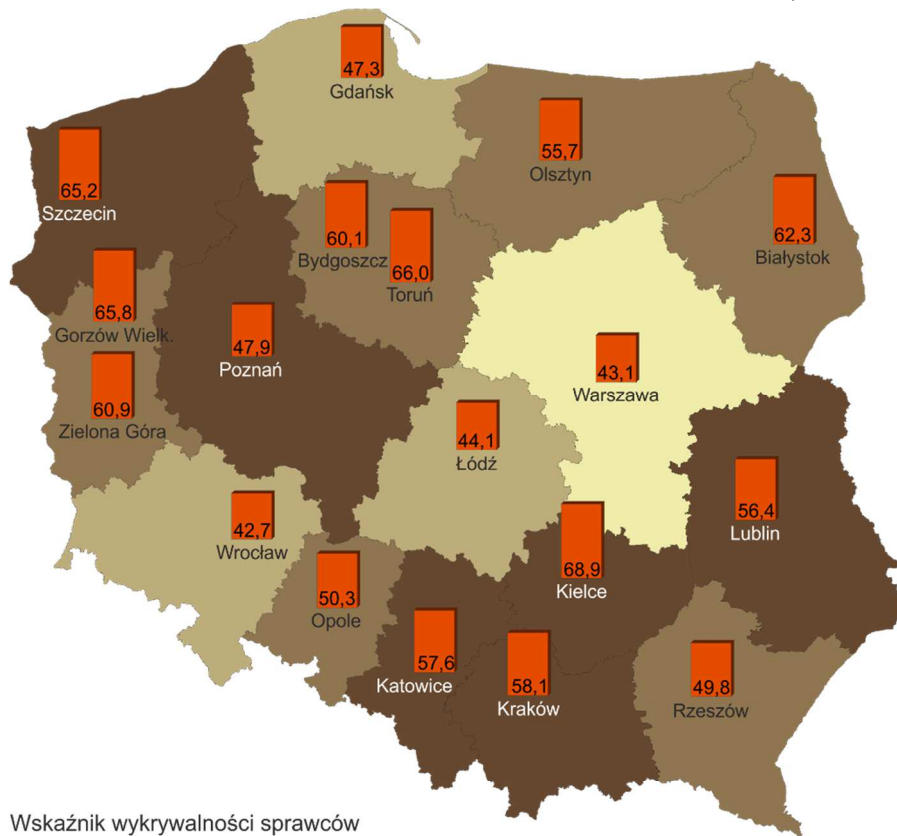 47,3
Gdańsk
55,7
Olsztyn
65,2
Szczecin
60,1
Bydgoszcz
66,0
Toruń
62,3
Białystok
65,8
Gorzów Wielk.
47,9
Poznań
43,1
Warszawa
60,9
Zielona Góra
44,1
Łódź
42,7
Wrocław
56,4
Lublin
68,9
Kielce
50,3
Opole
57,6
Katowice
58,1
Kraków
49,8
Rzeszów
Wskaźnik wykrywalności sprawców